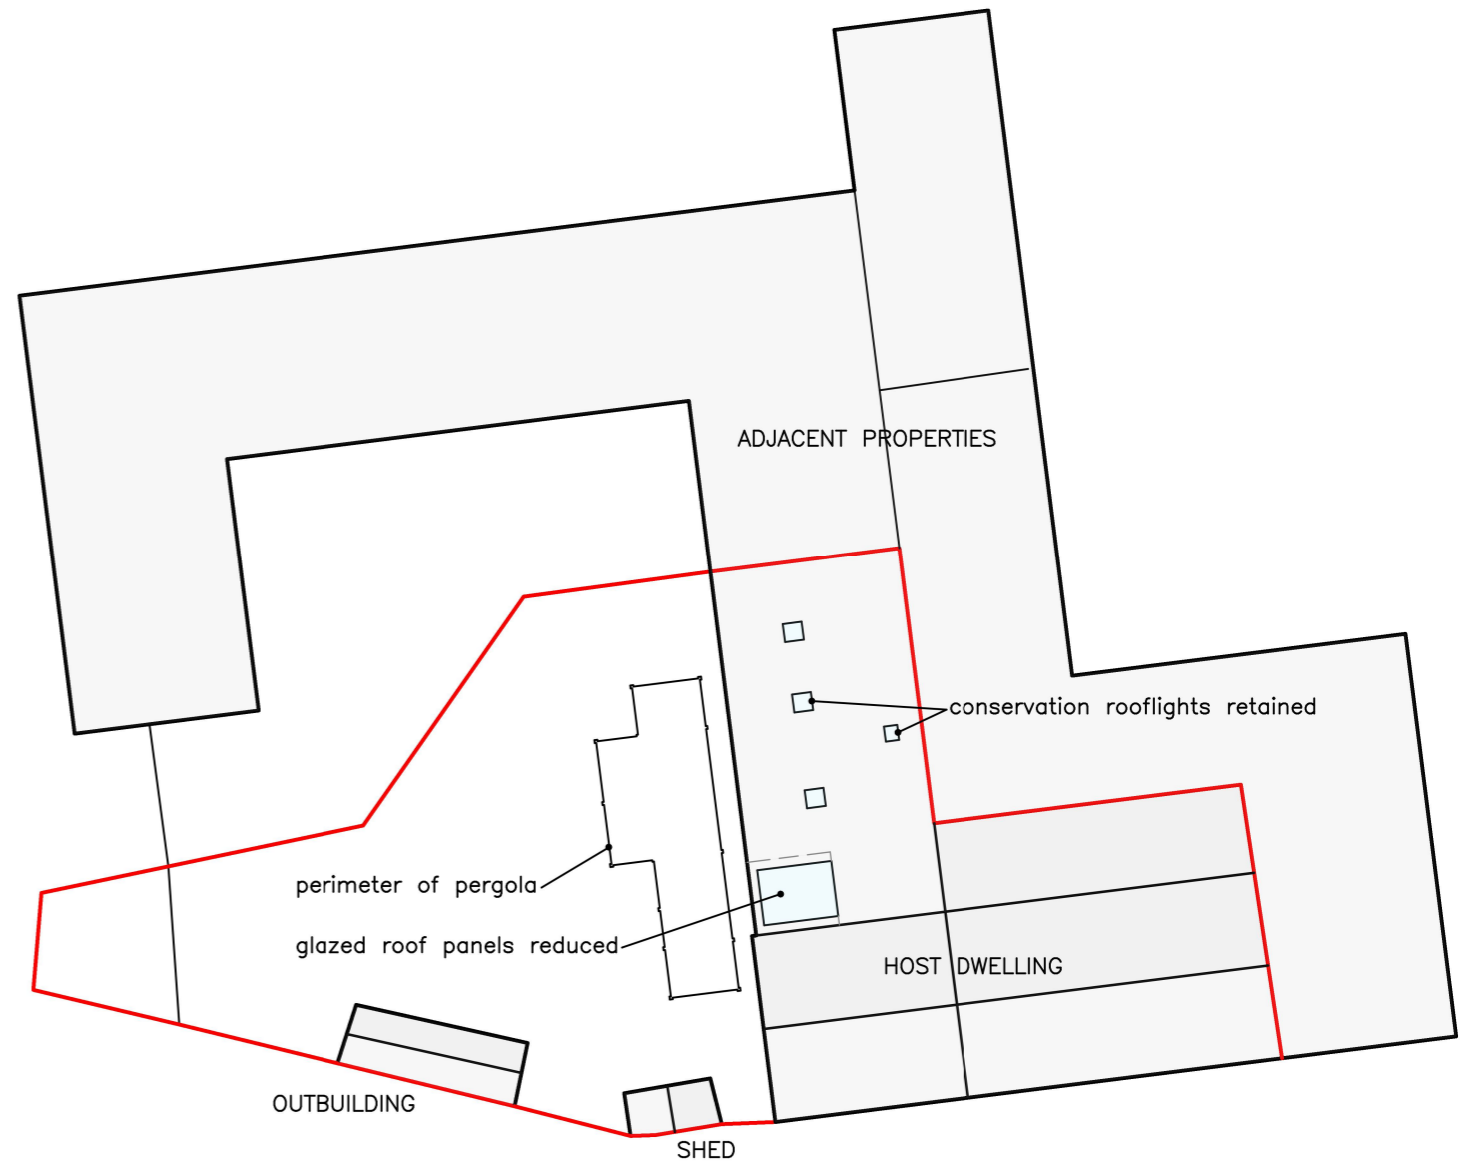 ADJACENT PROPERTIES
conservation rooflights retained
perimeter of pergola
glazed roof panels reduced
HOST DWELLING
OUTBUILDING
SHED